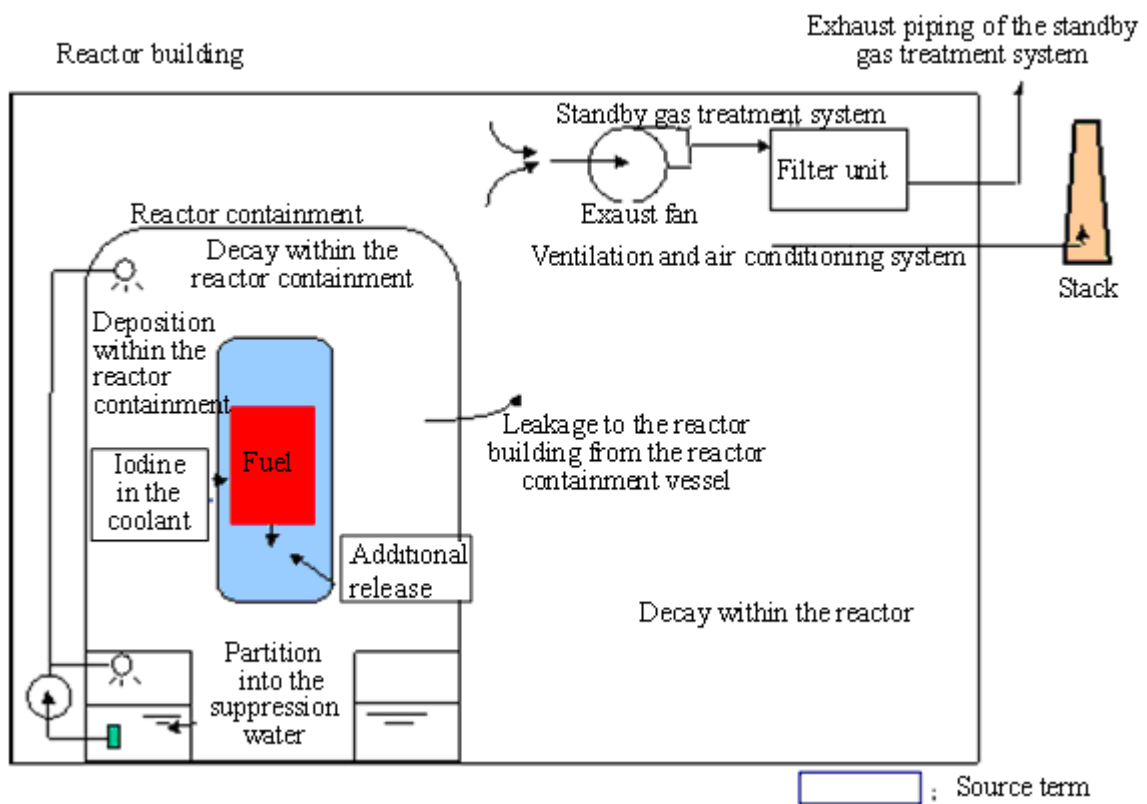 Reactor building
Exhaust piping of the standby
gas treatment system
Standby gas treatment system
Filter unit
Exaust fan
Ventilation and air conditioning system
Stack
Reactor containment
Decay within the
reactor containment
Deposition
within the
reactor
containment
Fuel
Iodine
in the
coolant
Leakage to the reactor
building from the reactor
containment vessel
Additional
release
Decay within the reactor
Partition
into the
suppression
water
; Source term